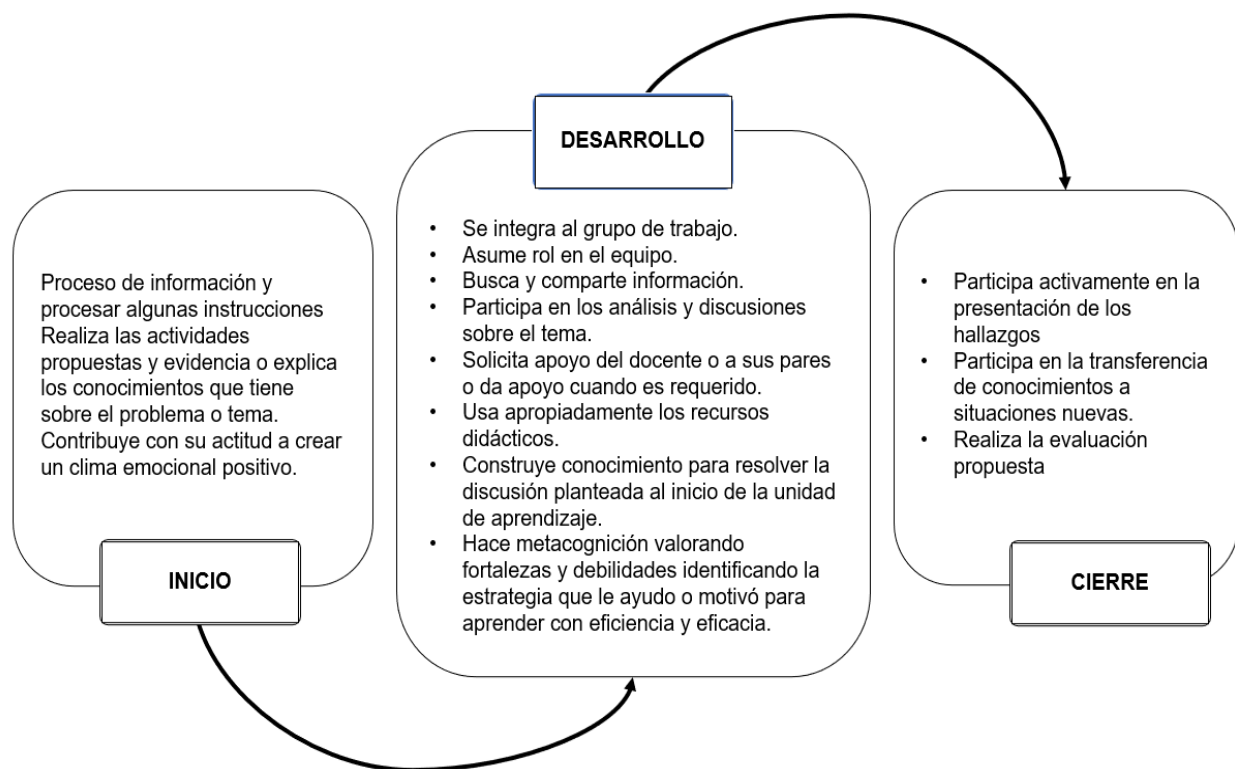 Proceso de información y
procesar algunas instrucciones
Realiza las actividades
propuestas y evidencia o explica
los conocimientos que tiene
sobre el problema o tema.
Contribuye con su actitud a crear
un clima emocional positivo.
INICIO
DESARROLLO
• Se integra al grupo de trabajo.
• Asume rol en el equipo.
• Busca y comparte información.
• Participa en los análisis y discusiones
sobre el tema.
• Solicita apoyo del docente o a sus pares
o da apoyo cuando es requerido.
• Usa apropiadamente los recursos
didácticos.
• Construye conocimiento para resolver la
discusión planteada al inicio de la unidad
de aprendizaje.
• Hace metacognición valorando
fortalezas y debilidades identificando la
estrategia que le ayudo o motivó para
aprender con eficiencia y eficacia.
• Participa activamente en la
presentación de los
hallazgos
• Participa en la transferencia
de conocimientos a
situaciones nuevas.
• Realiza la evaluación
propuesta
CIERRE